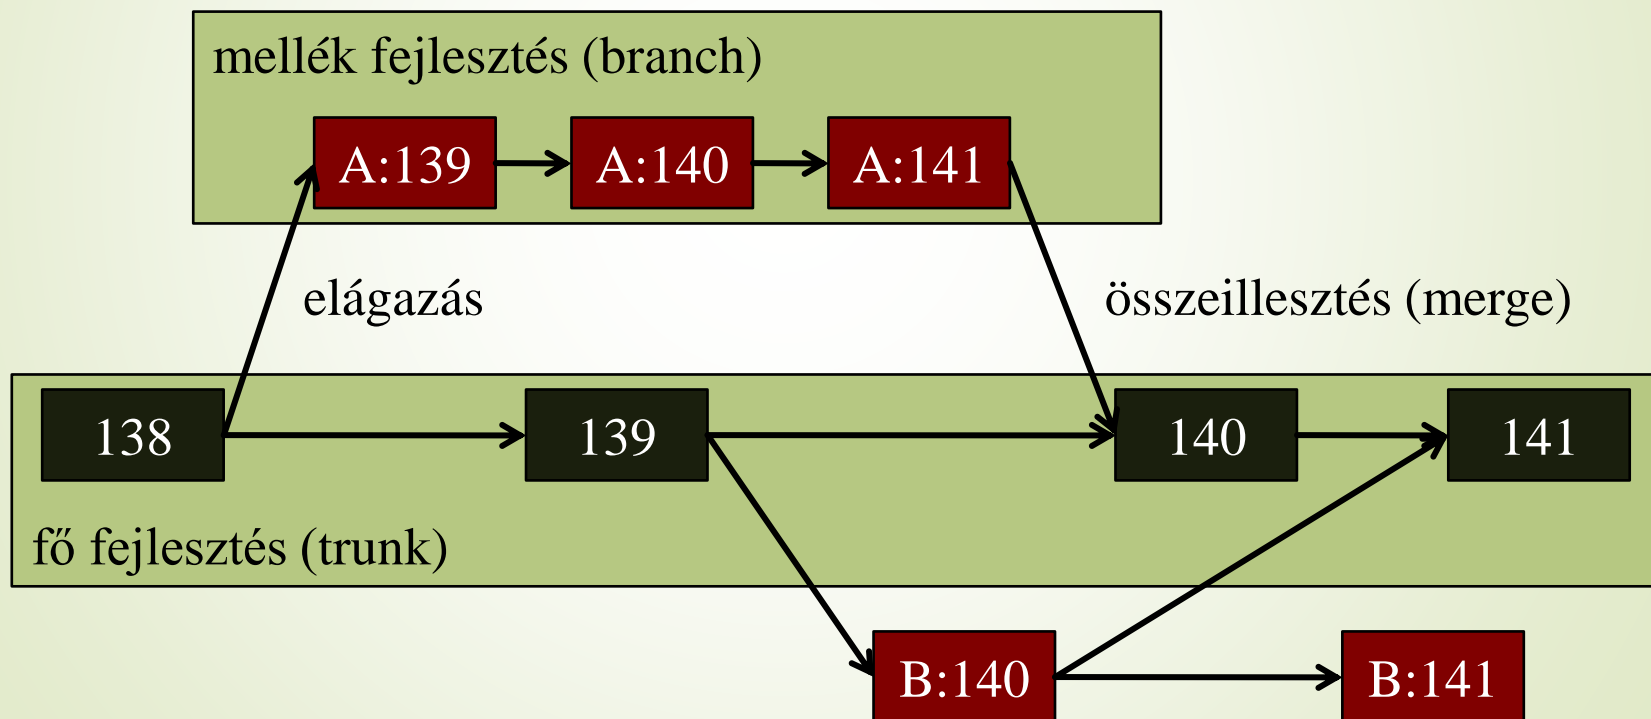 mellék fejlesztés (branch)
A:139
A:140
A:141
elágazás
összeillesztés (merge)
138
139
140
141
fő fejlesztés (trunk)
B:140
B:141